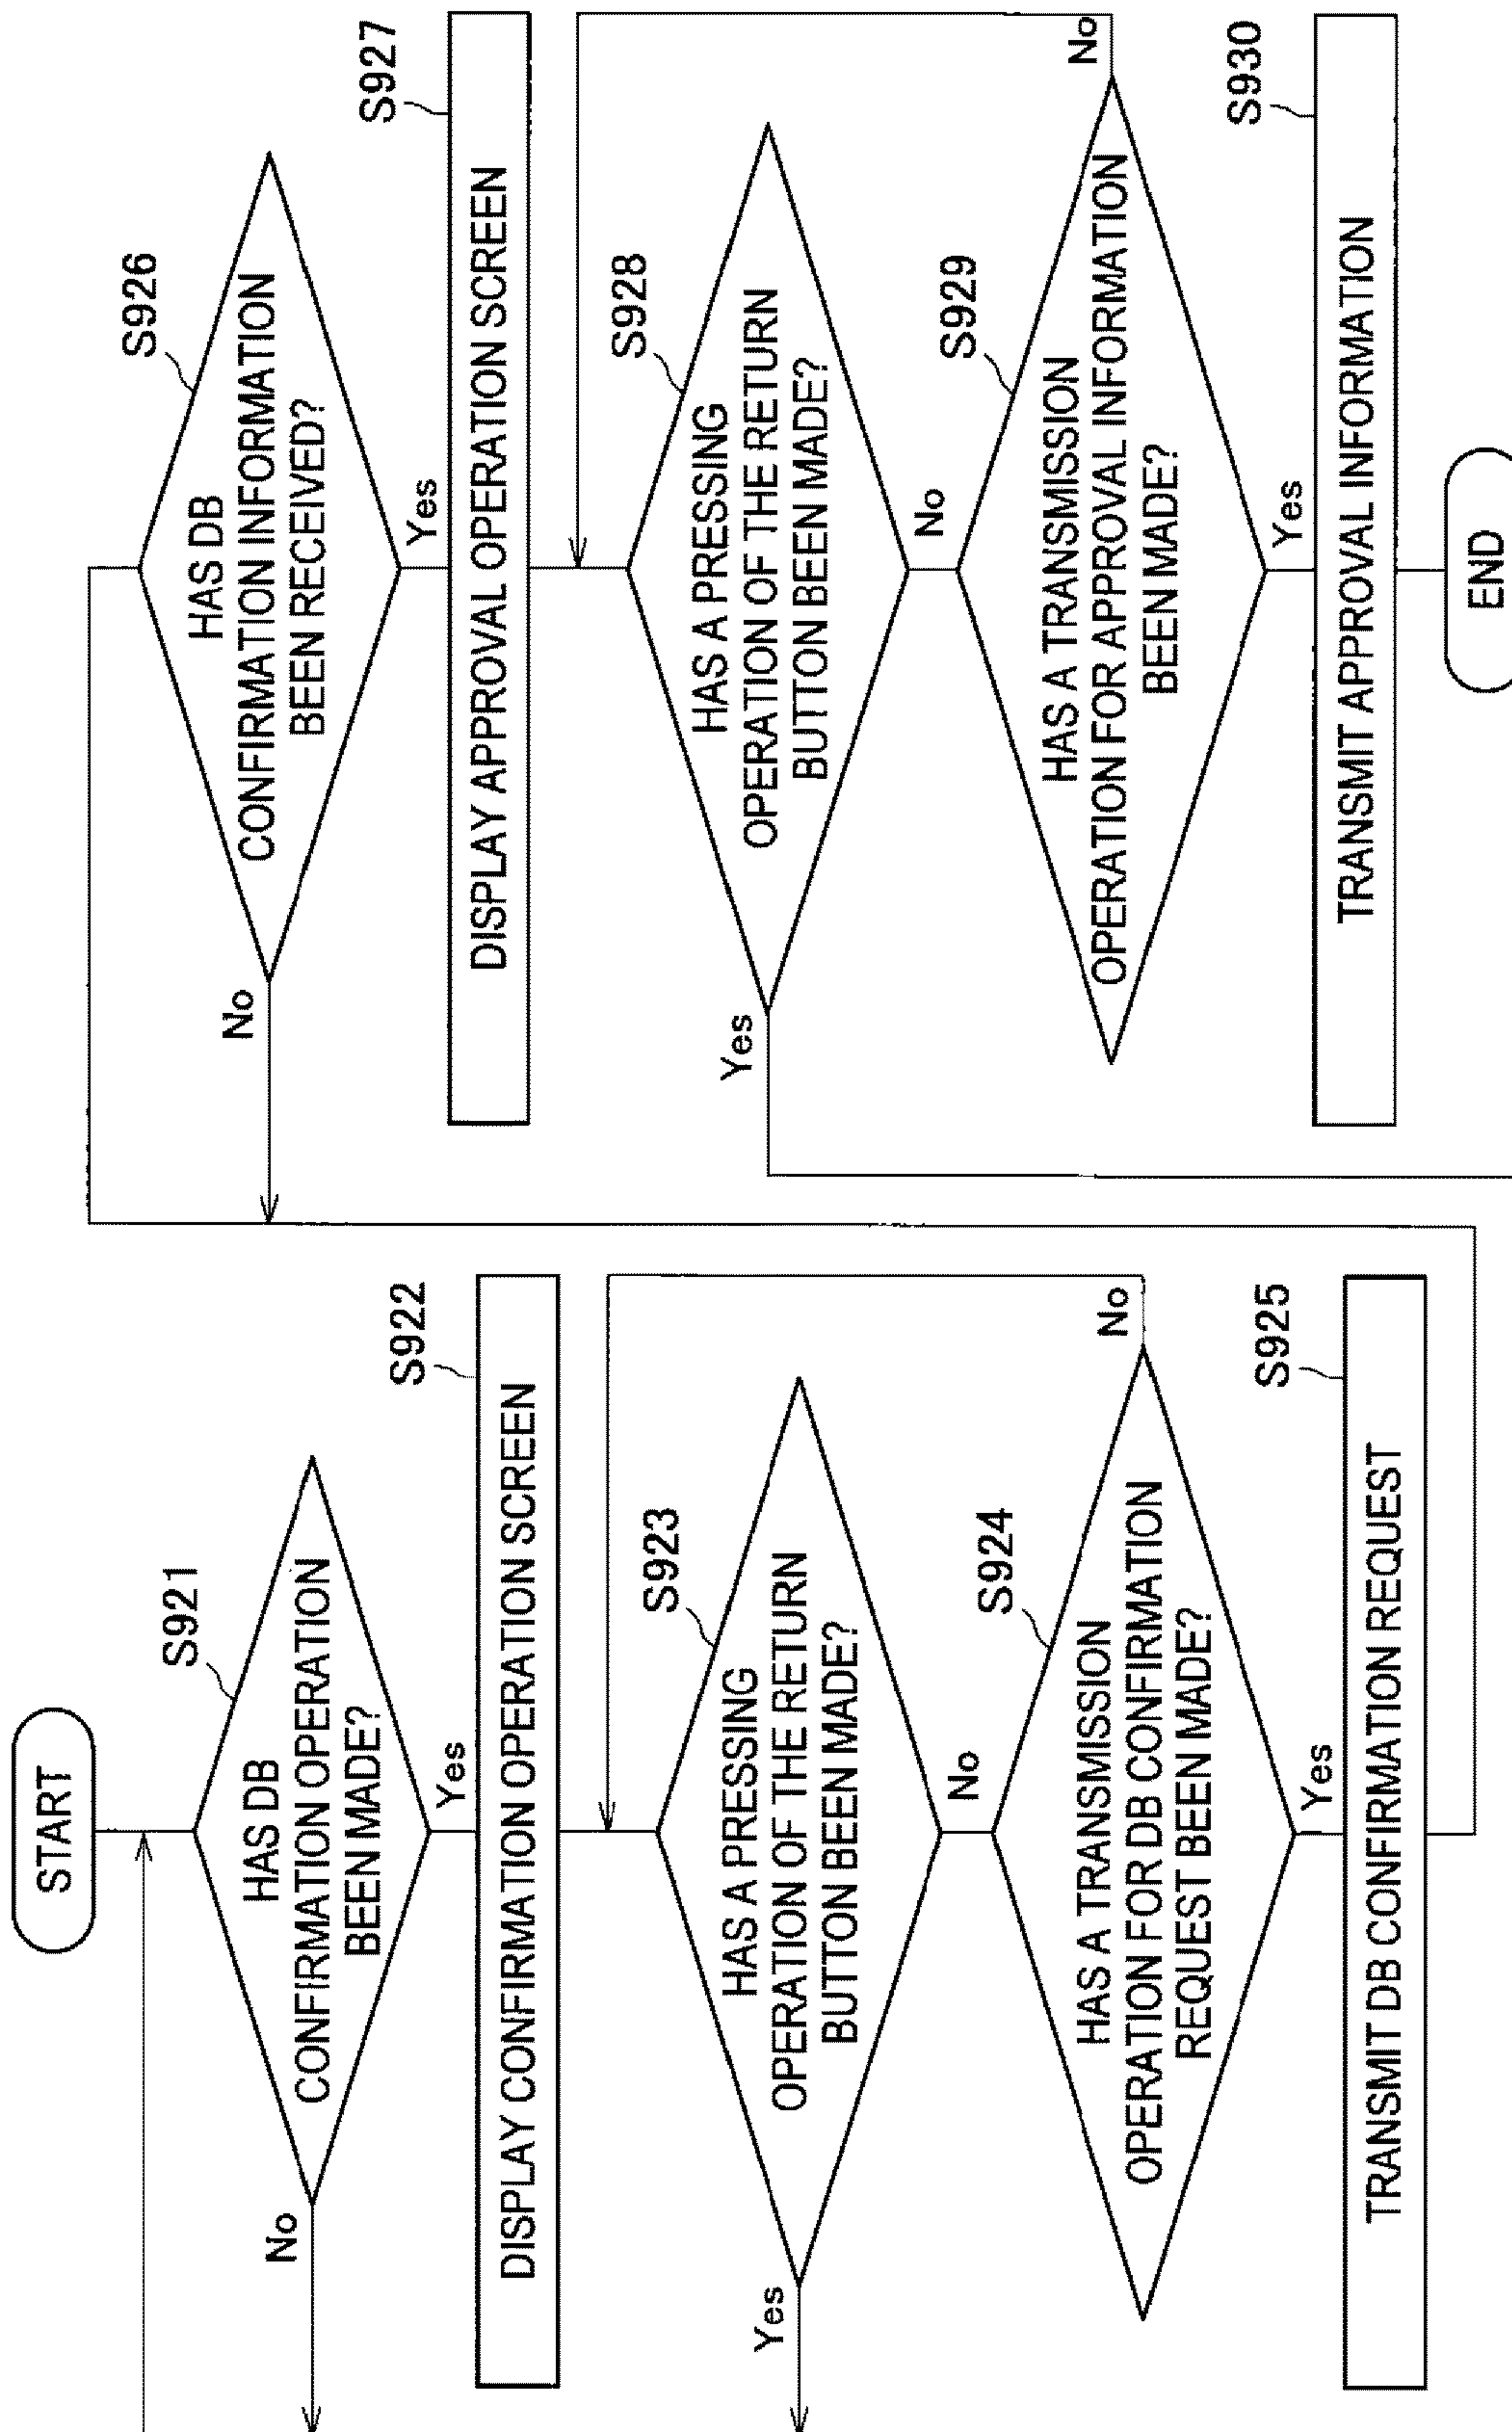 START
S921
HAS DB
CONFIRMATION OPERATION
BEEN MADE?
No
Yes
S922
DISPLAY CONFIRMATION OPERATION SCREEN
S923
HAS A PRESSING
OPERATION OF THE RETURN
BUTTON BEEN MADE?
Yes
No
S924
HAS A TRANSMISSION
OPERATION FOR DB CONFIRMATION
REQUEST BEEN MADE?
No
Yes
S925
TRANSMIT DB CONFIRMATION REQUEST
S926
HAS DB
CONFIRMATION INFORMATION
BEEN RECEIVED?
No
Yes
S927
DISPLAY APPROVAL OPERATION SCREEN
S928
HAS A PRESSING
OPERATION OF THE RETURN
BUTTON BEEN MADE?
Yes
No
S929
HAS A TRANSMISSION
OPERATION FOR APPROVAL INFORMATION
BEEN MADE?
No
Yes
S930
TRANSMIT APPROVAL INFORMATION
END